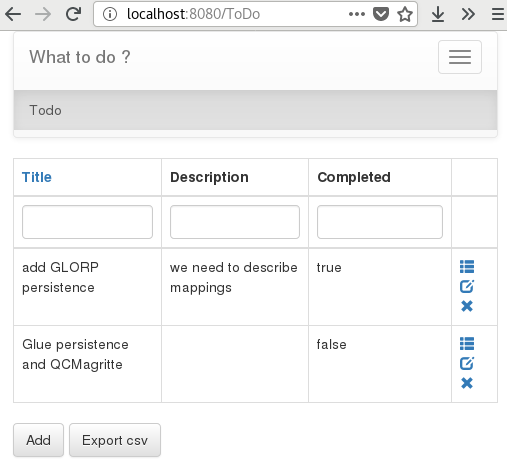 localhost:8080/ToDo
What to do ?
Todo
Title Description Completed
add GLORP persistence we need to describe mappings true
Glue persistence and QCMagritte false
Add Export csv